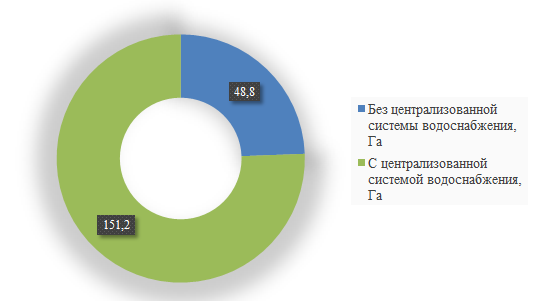 48,8
151,2
Без централизованной
системы водоснабжения,
Га
С централизованной
системой водоснабжения,
Га